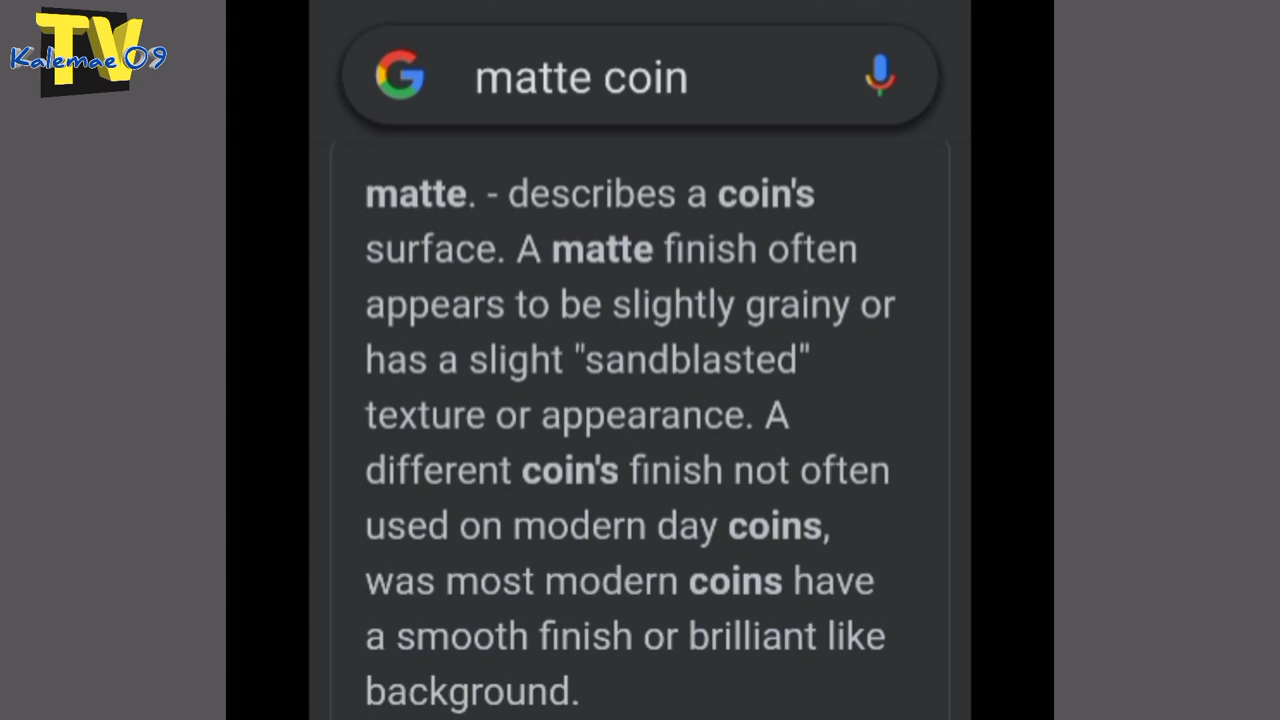 TV
Kalemae 09
matte coin
matte. - describes a coin's
surface. A matte finish often
appears to be slightly grainy or
has a slight "sandblasted"
texture or appearance. A
different coin's finish not often
used on modern day coins,
was most modern coins have
a smooth finish or brilliant like
background.